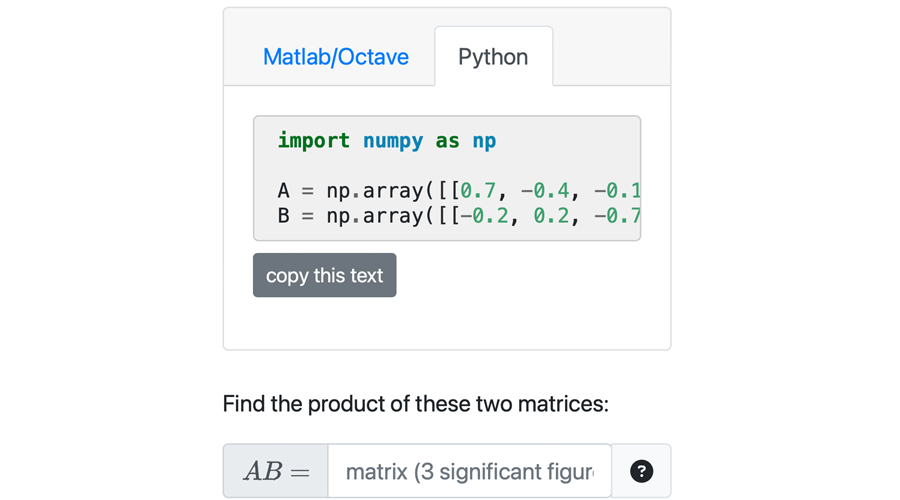 Matlab/Octave Python
import numpy as np
A = np.array([[0.7, -0.4, -0.1
B = np.array([[-0.2, 0.2, -0.7
copy this text
Find the product of these two matrices:
AB = matrix (3 significant figur ?